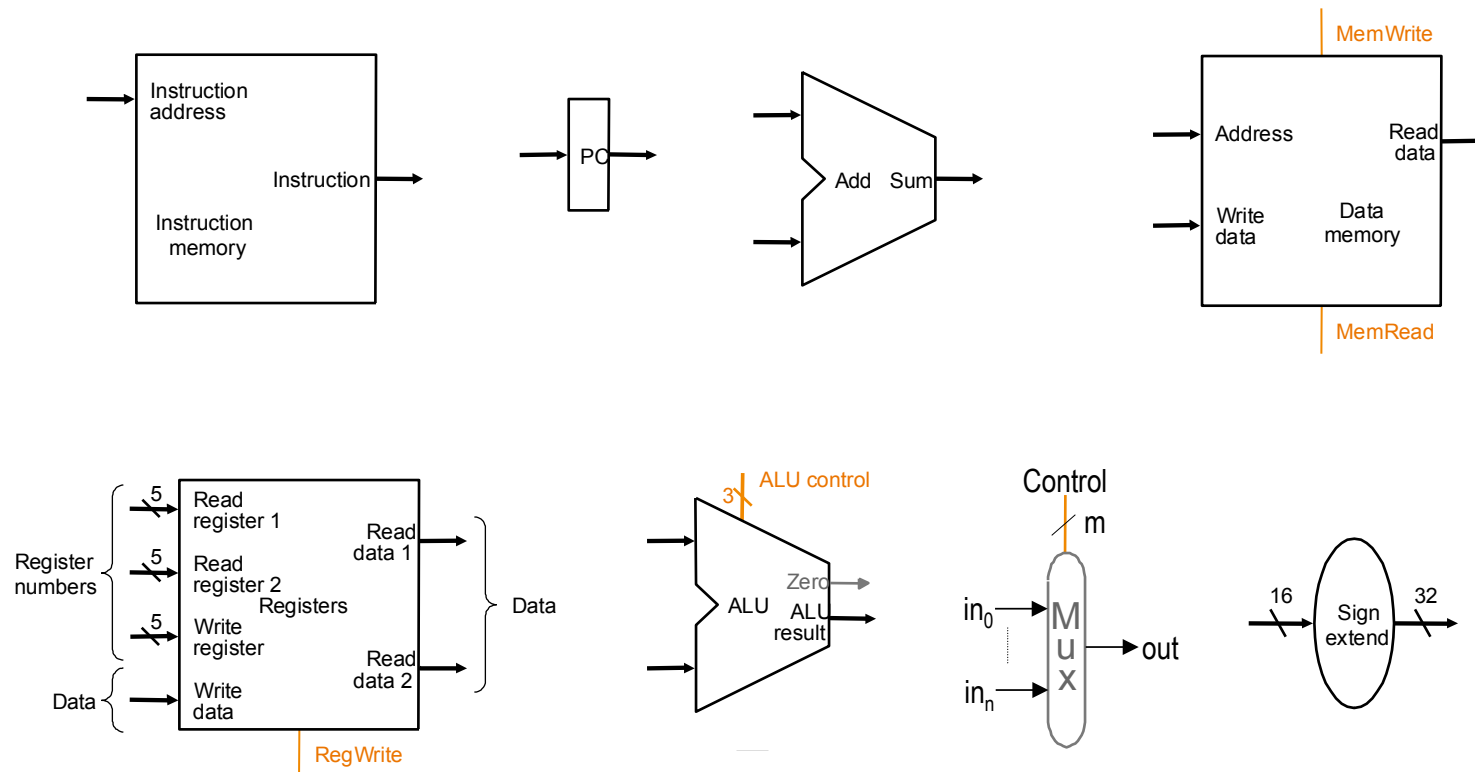 MemWrite
Instruction
address
Instruction
Instruction
memory
PC
Add
Sum
Address
Read
data
Write
data
Data
memory
MemRead
Register
numbers
5
Read
register 1
5
Read
register 2
Registers
5
Write
register
Data
Write
data
Read
data 1
Read
data 2
Data
RegWrite
3
ALU control
ALU
Zero
ALU
result
Control
m
in0
inn
M
u
x
out
16
Sign
extend
32